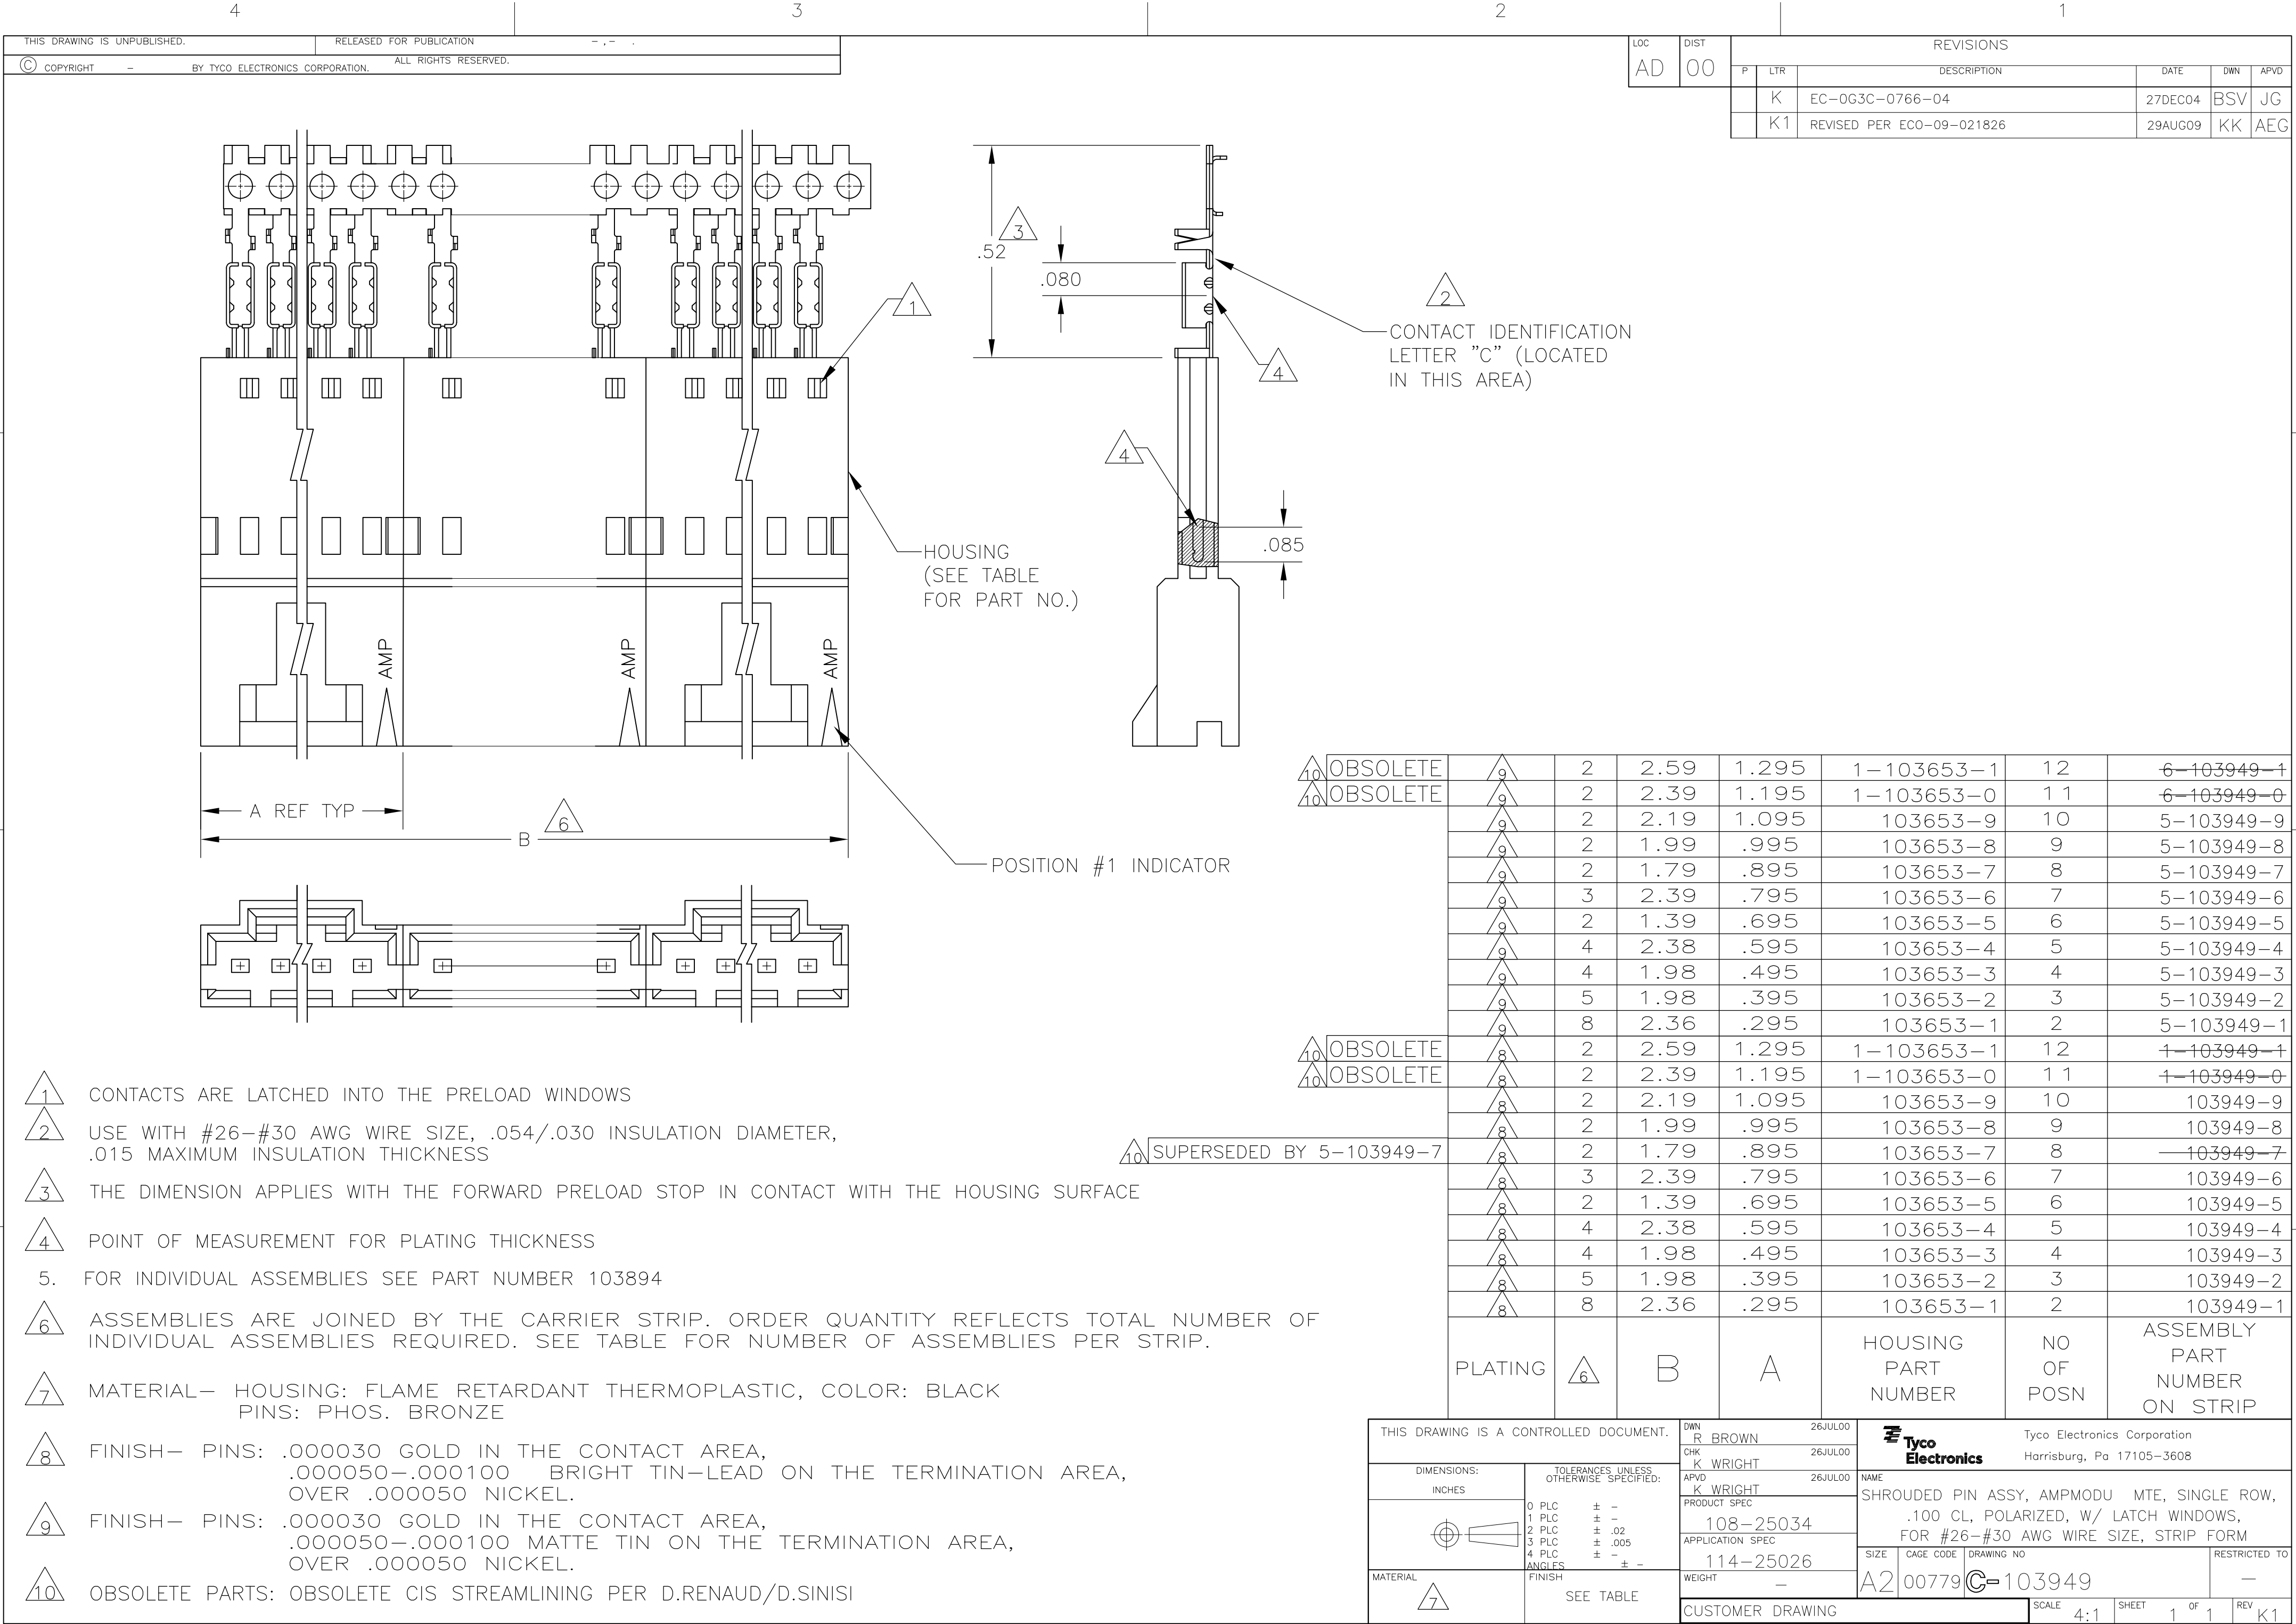 4 3 2 1
THIS DRAWING IS UNPUBLISHED. RELEASED FOR PUBLICATION - ,- .
© COPYRIGHT - BY TYCO ELECTRONICS CORPORATION. ALL RIGHTS RESERVED.
LOC DIST REVISIONS
AD 00
P LTR DESCRIPTION DATE DWN APVD
K EC-0G3C-0766-04 27DEC04 BSV JG
K1 REVISED PER ECO-09-021826 29AUG09 KK AEG
1
.52
3
.080
2
CONTACT IDENTIFICATION
LETTER "C" (LOCATED
IN THIS AREA)
4
4
.085
HOUSING
(SEE TABLE
FOR PART NO.)
AMP AMP AMP
A REF TYP
B
6
POSITION #1 INDICATOR
10 OBSOLETE 9 2 2.59 1.295 1-103653-1 12 6-103949-1
10 OBSOLETE 9 2 2.39 1.195 1-103653-0 11 6-103949-0
9 2 2.19 1.095 103653-9 10 5-103949-9
9 2 1.99 .995 103653-8 9 5-103949-8
9 2 1.79 .895 103653-7 8 5-103949-7
9 3 2.39 .795 103653-6 7 5-103949-6
9 2 1.39 .695 103653-5 6 5-103949-5
9 4 2.38 .595 103653-4 5 5-103949-4
9 4 1.98 .495 103653-3 4 5-103949-3
9 5 1.98 .395 103653-2 3 5-103949-2
9 8 2.36 .295 103653-1 2 5-103949-1
10 OBSOLETE 8 2 2.59 1.295 1-103653-1 12 1-103949-1
10 OBSOLETE 8 2 2.39 1.195 1-103653-0 11 1-103949-0
8 2 2.19 1.095 103653-9 10 103949-9
8 2 1.99 .995 103653-8 9 103949-8
10 SUPERSEDED BY 5-103949-7 8 2 1.79 .895 103653-7 8 103949-7
8 3 2.39 .795 103653-6 7 103949-6
8 2 1.39 .695 103653-5 6 103949-5
8 4 2.38 .595 103653-4 5 103949-4
8 4 1.98 .495 103653-3 4 103949-3
8 5 1.98 .395 103653-2 3 103949-2
8 8 2.36 .295 103653-1 2 103949-1
PLATING 6 B A HOUSING PART NUMBER NO OF POSN ASSEMBLY PART NUMBER ON STRIP
1 CONTACTS ARE LATCHED INTO THE PRELOAD WINDOWS
2 USE WITH #26-#30 AWG WIRE SIZE, .054/.030 INSULATION DIAMETER,
.015 MAXIMUM INSULATION THICKNESS
3 THE DIMENSION APPLIES WITH THE FORWARD PRELOAD STOP IN CONTACT WITH THE HOUSING SURFACE
4 POINT OF MEASUREMENT FOR PLATING THICKNESS
5. FOR INDIVIDUAL ASSEMBLIES SEE PART NUMBER 103894
6 ASSEMBLIES ARE JOINED BY THE CARRIER STRIP. ORDER QUANTITY REFLECTS TOTAL NUMBER OF
INDIVIDUAL ASSEMBLIES REQUIRED. SEE TABLE FOR NUMBER OF ASSEMBLIES PER STRIP.
7 MATERIAL- HOUSING: FLAME RETARDANT THERMOPLASTIC, COLOR: BLACK
PINS: PHOS. BRONZE
8 FINISH- PINS: .000030 GOLD IN THE CONTACT AREA,
.000050-.000100 BRIGHT TIN-LEAD ON THE TERMINATION AREA,
OVER .000050 NICKEL.
9 FINISH- PINS: .000030 GOLD IN THE CONTACT AREA,
.000050-.000100 MATTE TIN ON THE TERMINATION AREA,
OVER .000050 NICKEL.
10 OBSOLETE PARTS: OBSOLETE CIS STREAMLINING PER D.RENAUD/D.SINISI
THIS DRAWING IS A CONTROLLED DOCUMENT.
DIMENSIONS:
INCHES
TOLERANCES UNLESS
OTHERWISE SPECIFIED:
0 PLC ± -
1 PLC ± -
2 PLC ± .02
3 PLC ± .005
4 PLC ± -
ANGLES ± -
MATERIAL
7
FINISH
SEE TABLE
DWN 26JUL00
R BROWN
CHK 26JUL00
K WRIGHT
APVD 26JUL00
K WRIGHT
PRODUCT SPEC
108-25034
APPLICATION SPEC
114-25026
WEIGHT
-
CUSTOMER DRAWING
Tyco
Electronics
Tyco Electronics Corporation
Harrisburg, Pa 17105-3608
NAME
SHROUDED PIN ASSY, AMPMODU MTE, SINGLE ROW,
.100 CL, POLARIZED, W/ LATCH WINDOWS,
FOR #26-#30 AWG WIRE SIZE, STRIP FORM
SIZE CAGE CODE DRAWING NO RESTRICTED TO
A2 00779 C-103949 -
SCALE 4:1 SHEET 1 OF 1 REV K1